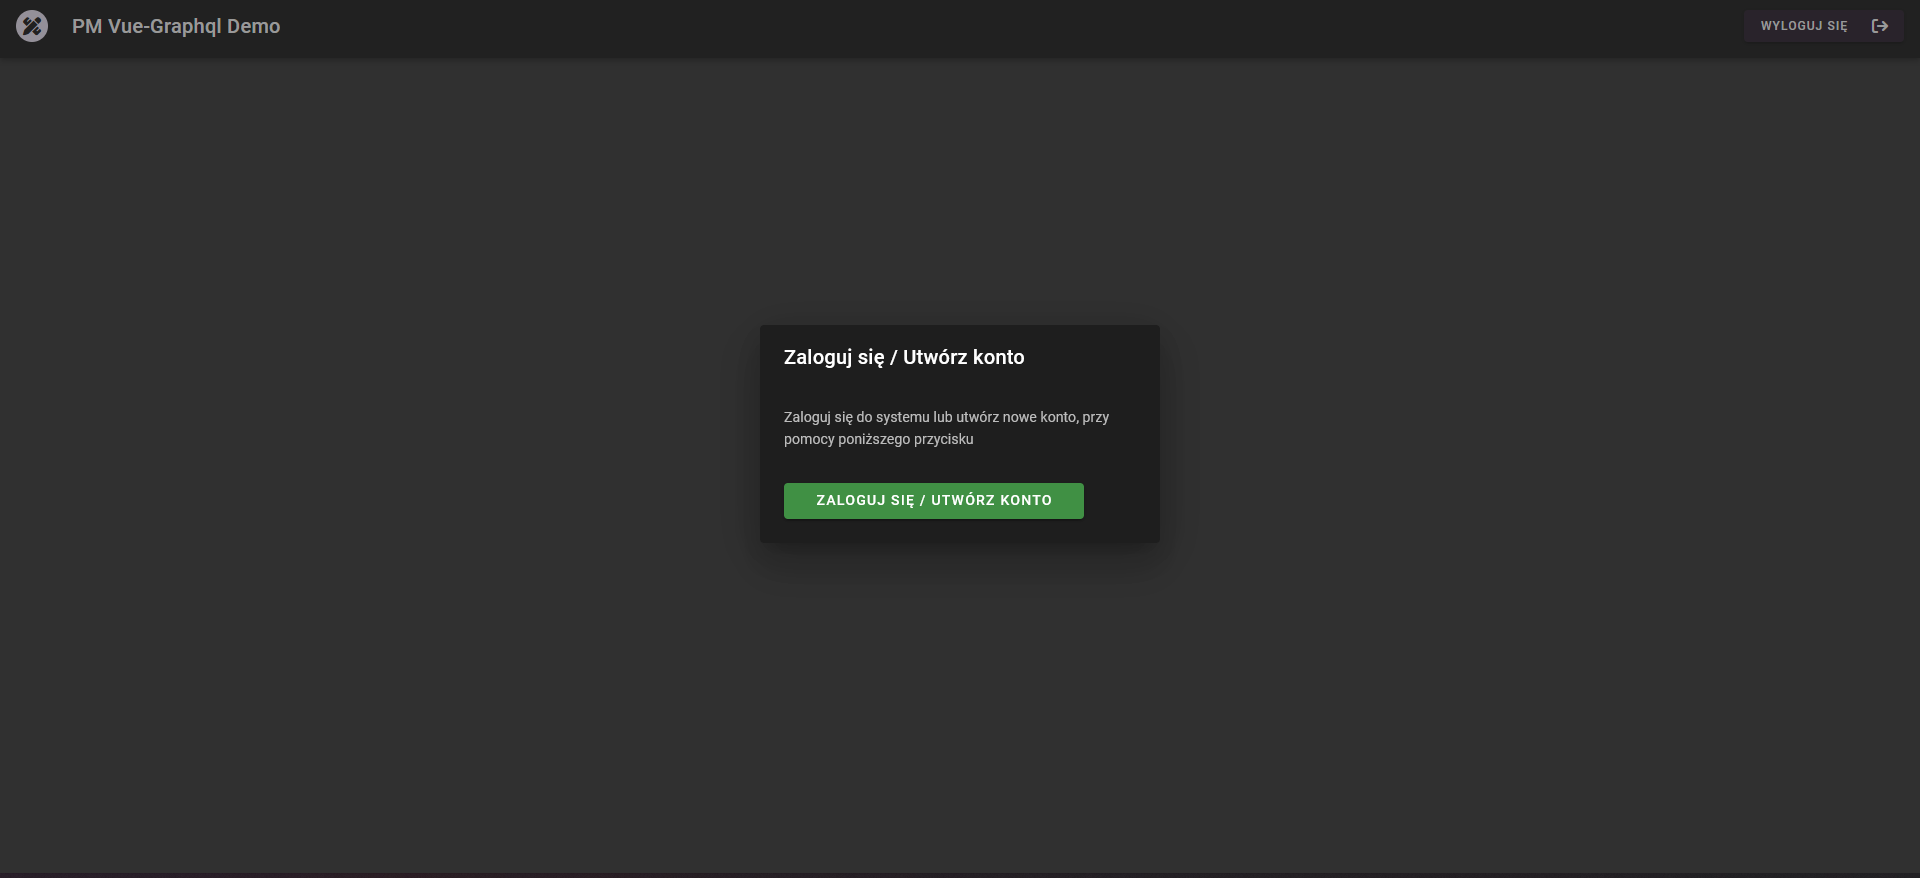 PM Vue-Graphql Demo
WYLOGUJ SIĘ
Zaloguj się / Utwórz konto
Zaloguj się do systemu lub utwórz nowe konto, przy
pomocy poniższego przycisku
ZALOGUJ SIĘ / UTWÓRZ KONTO